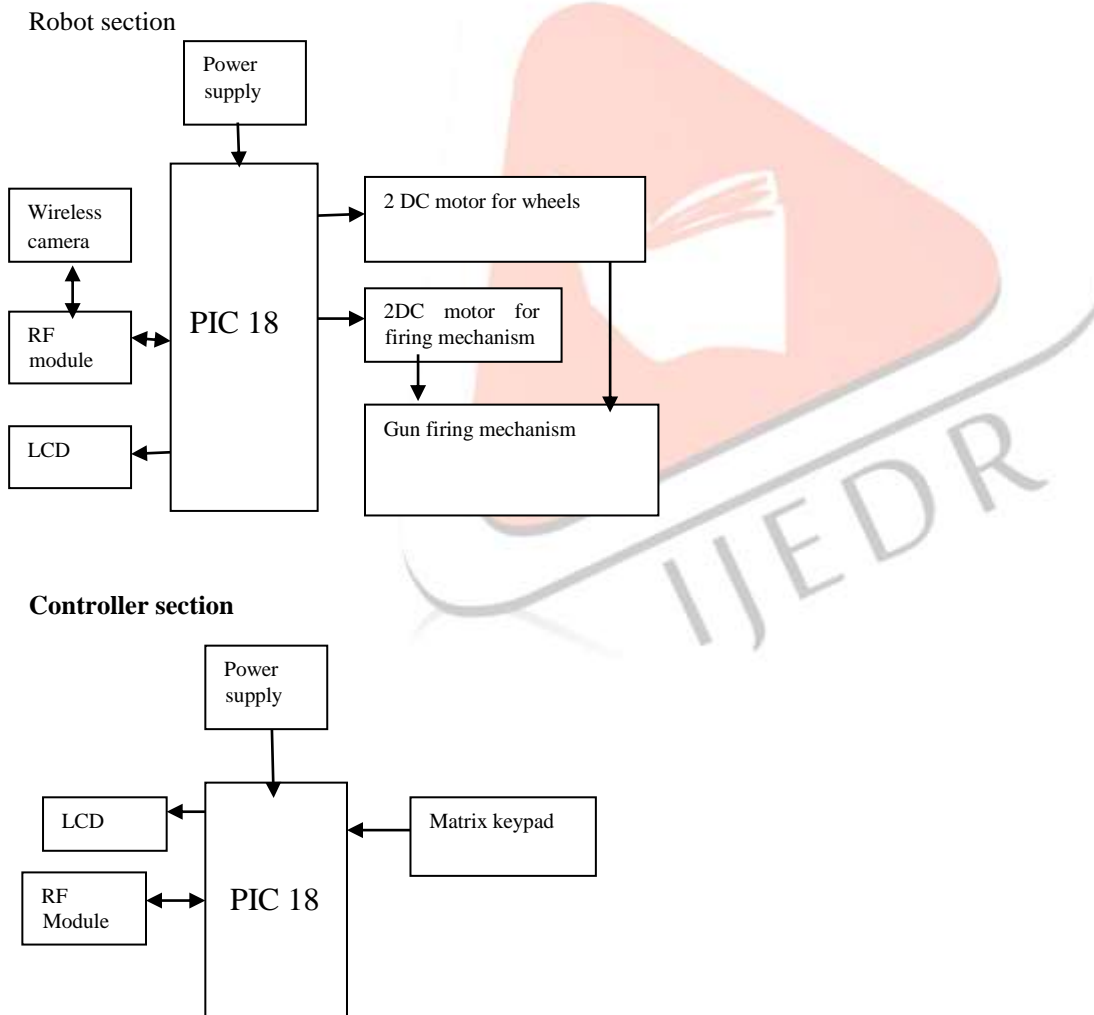 Robot section
Power
supply
Wireless
camera
2 DC motor for wheels
PIC 18
2DC motor for
firing mechanism
RF
module
Gun firing mechanism
LCD
IJEDR
Controller section
Power
supply
LCD
Matrix keypad
RF
Module
PIC 18